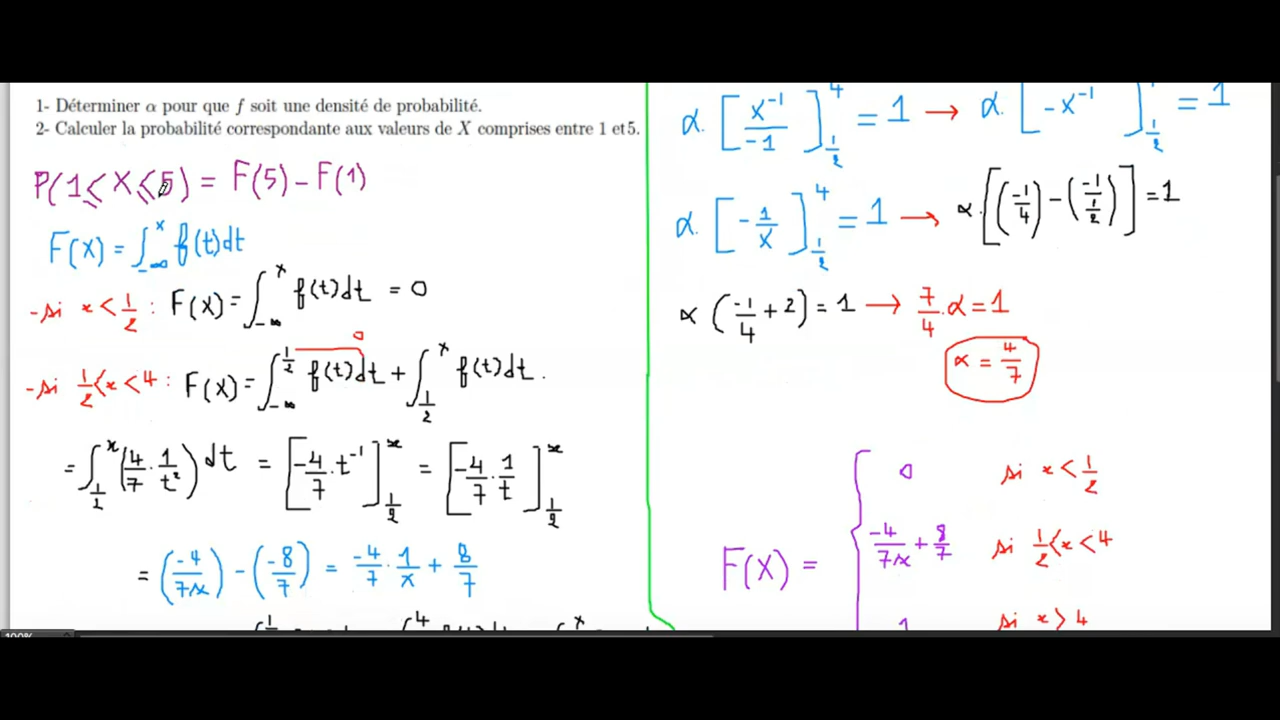 1- Déterminer α pour que f soit une densité de probabilité.
2- Calculer la probabilité correspondante aux valeurs de X comprises entre 1 et5.
P(1 ≤ X ≤ 5) = F(5) - F(1)
F(X) = ∫_{-∞}^{x} f(t)dt
-si x < 1/2 : F(X) = ∫_{-∞}^{x} f(t)dt = 0
-si 1/2 < x < 4 : F(X) = ∫_{-∞}^{1/2} f(t)dt + ∫_{1/2}^{x} f(t)dt.
0
= ∫_{1/2}^{x} (4/7 · 1/t²) dt = [-4/7 · t^{-1}]_{1/2}^{x} = [-4/7 · 1/t]_{1/2}^{x}
= (-4/7x) - (-8/7) = -4/7 · 1/x + 8/7
α. [x^{-1}/-1]_{1/2}^{4} = 1 → α. [-x^{-1}]_{1/2} = 1
α. [-1/x]_{1/2}^{4} = 1 → α. [(-1/4) - (-1/(1/2))] = 1
α (-1/4 + 2) = 1 → 7/4 . α = 1
α = 4/7
F(X) =
0 si x < 1/2
-4/7x + 8/7 si 1/2 < x < 4
1 si x > 4
100%